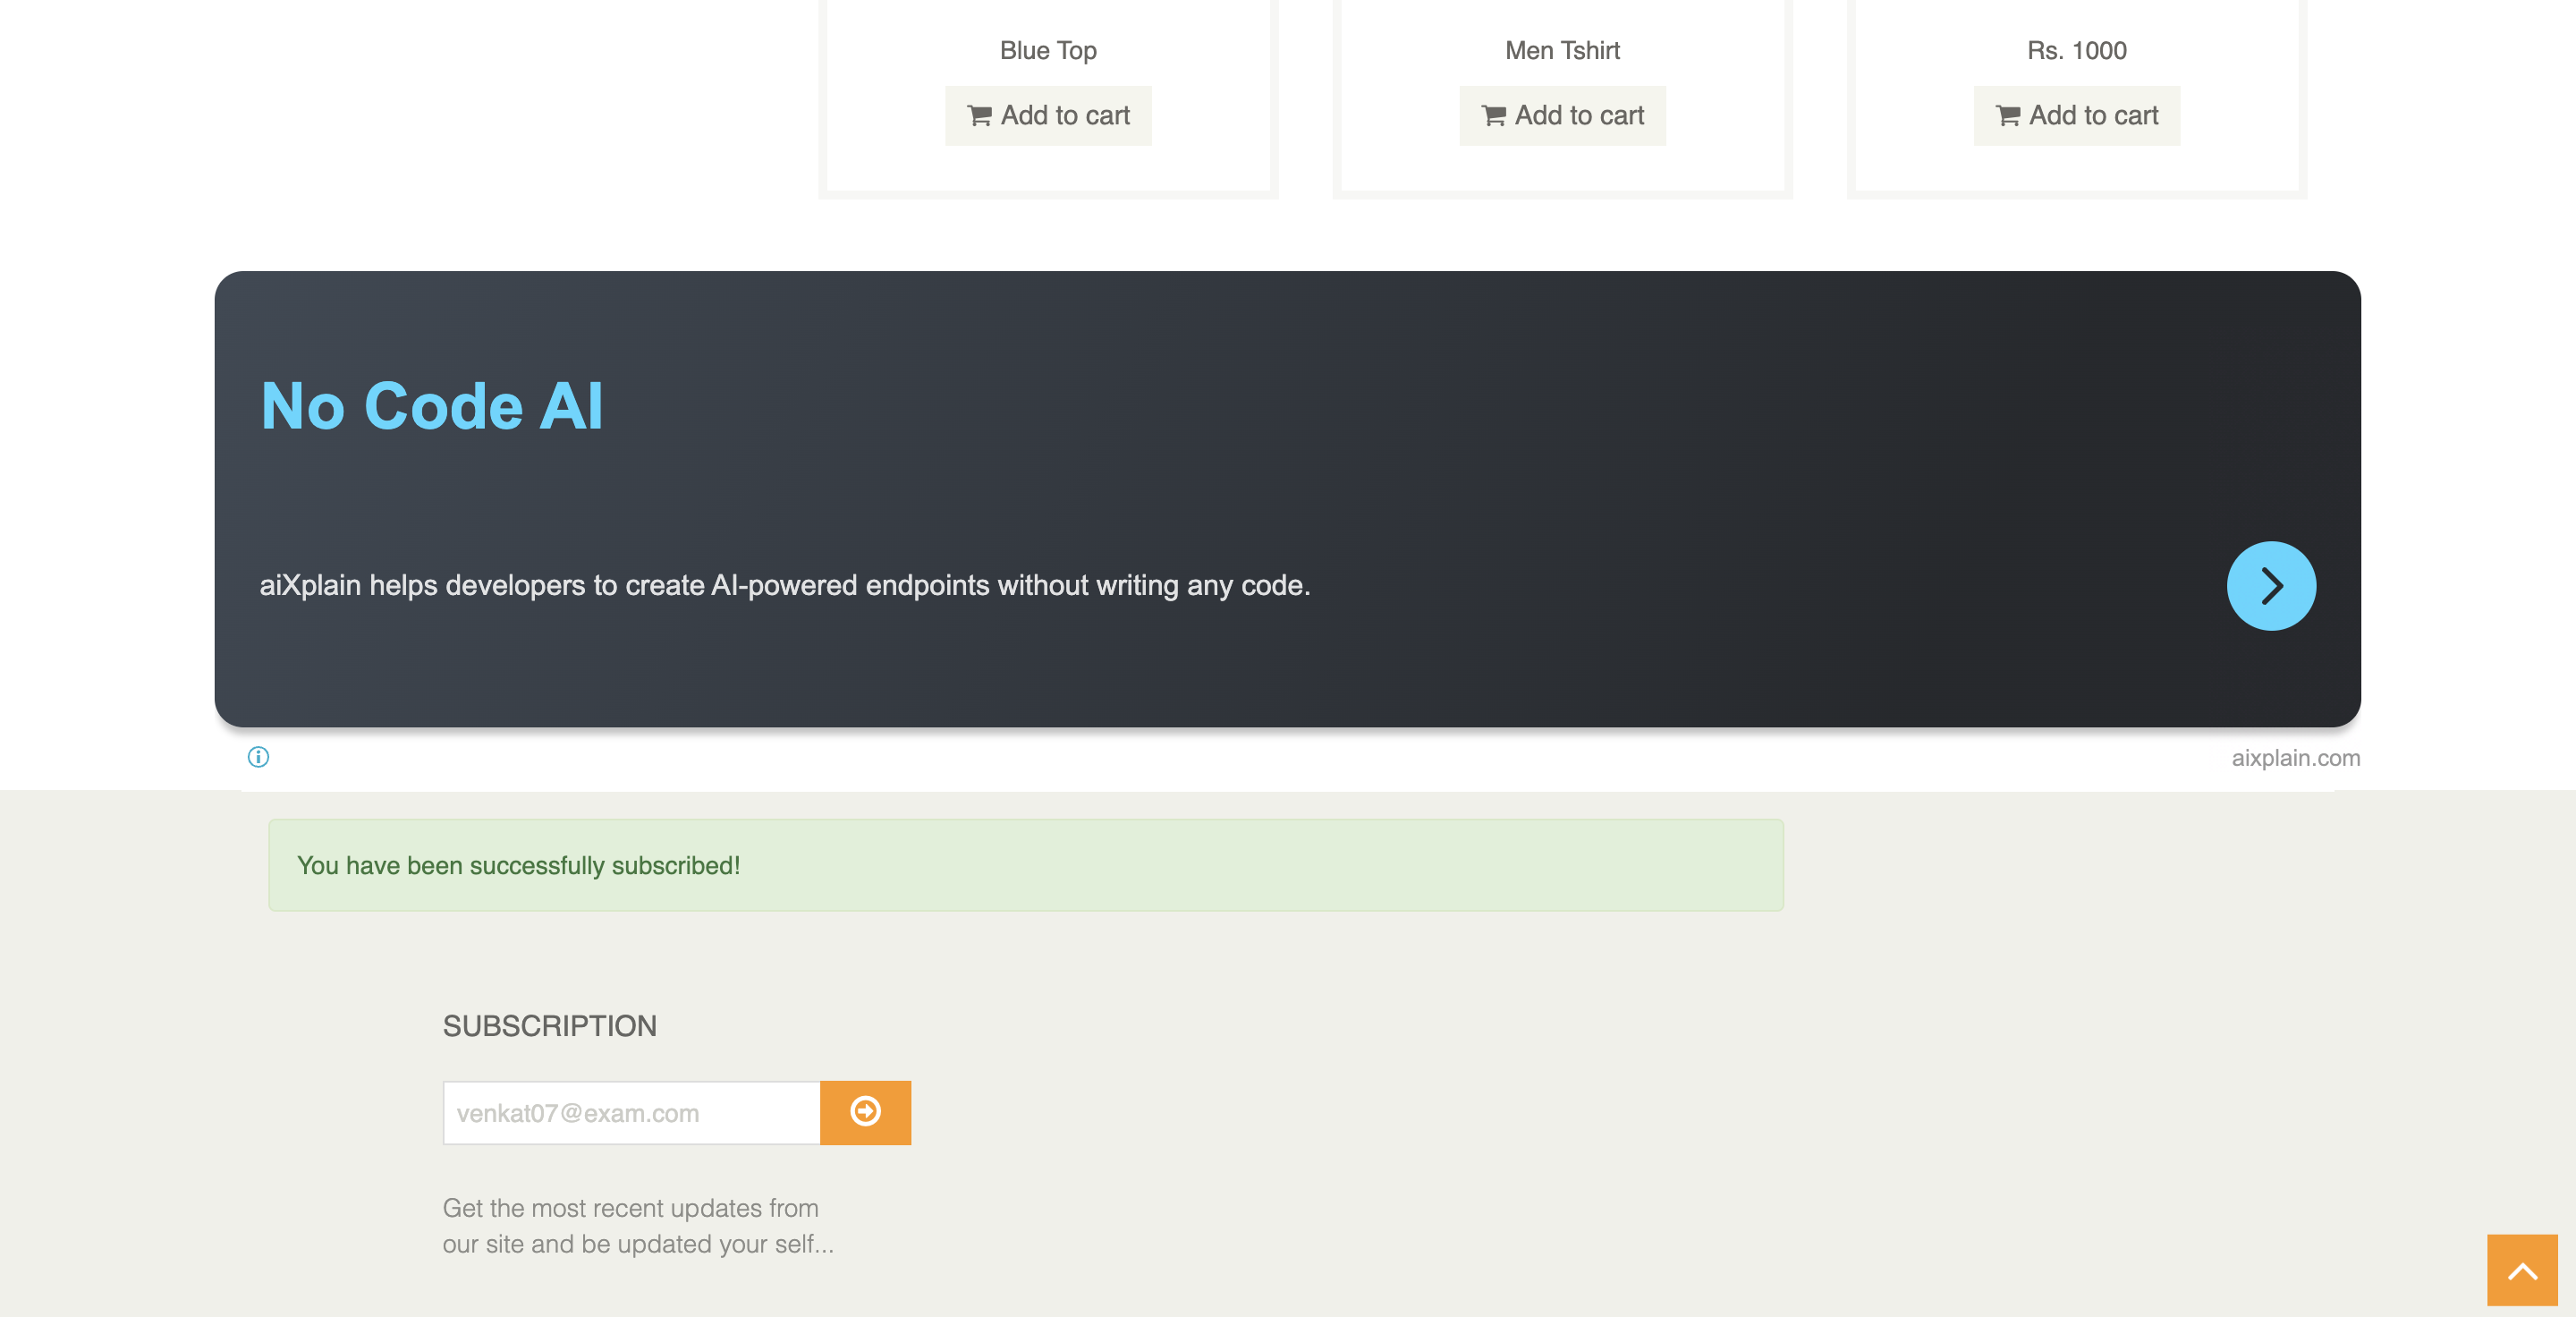 Blue Top
Men Tshirt
Rs. 1000
Add to cart
Add to cart
Add to cart
No Code AI
aiXplain helps developers to create AI-powered endpoints without writing any code.
aixplain.com
You have been successfully subscribed!
SUBSCRIPTION
venkat07@exam.com
Get the most recent updates from
our site and be updated your self...